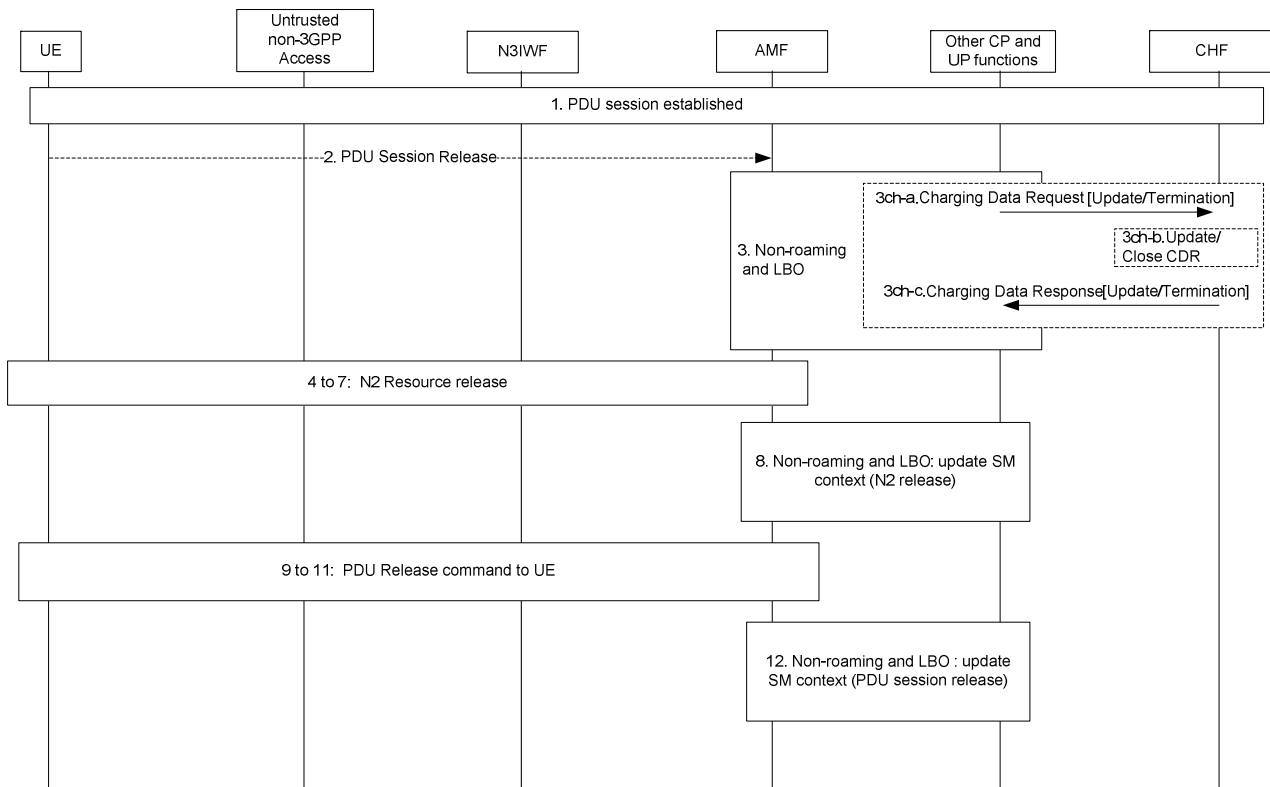 UE
Untrusted
non-3GPP
Access
N3IWF
AMF
Other CP and
UP functions
CHF
1. PDU session established
2. PDU Session Release
3ch-a.Charging Data Request [Update/Termination]
3. Non-roaming
and LBO
3ch-b.Update/
Close CDR
3ch-c.Charging Data Response[Update/Termination]
4 to 7: N2 Resource release
8. Non-roaming and LBO: update SM
context (N2 release)
9 to 11: PDU Release command to UE
12. Non-roaming and LBO : update
SM context (PDU session release)